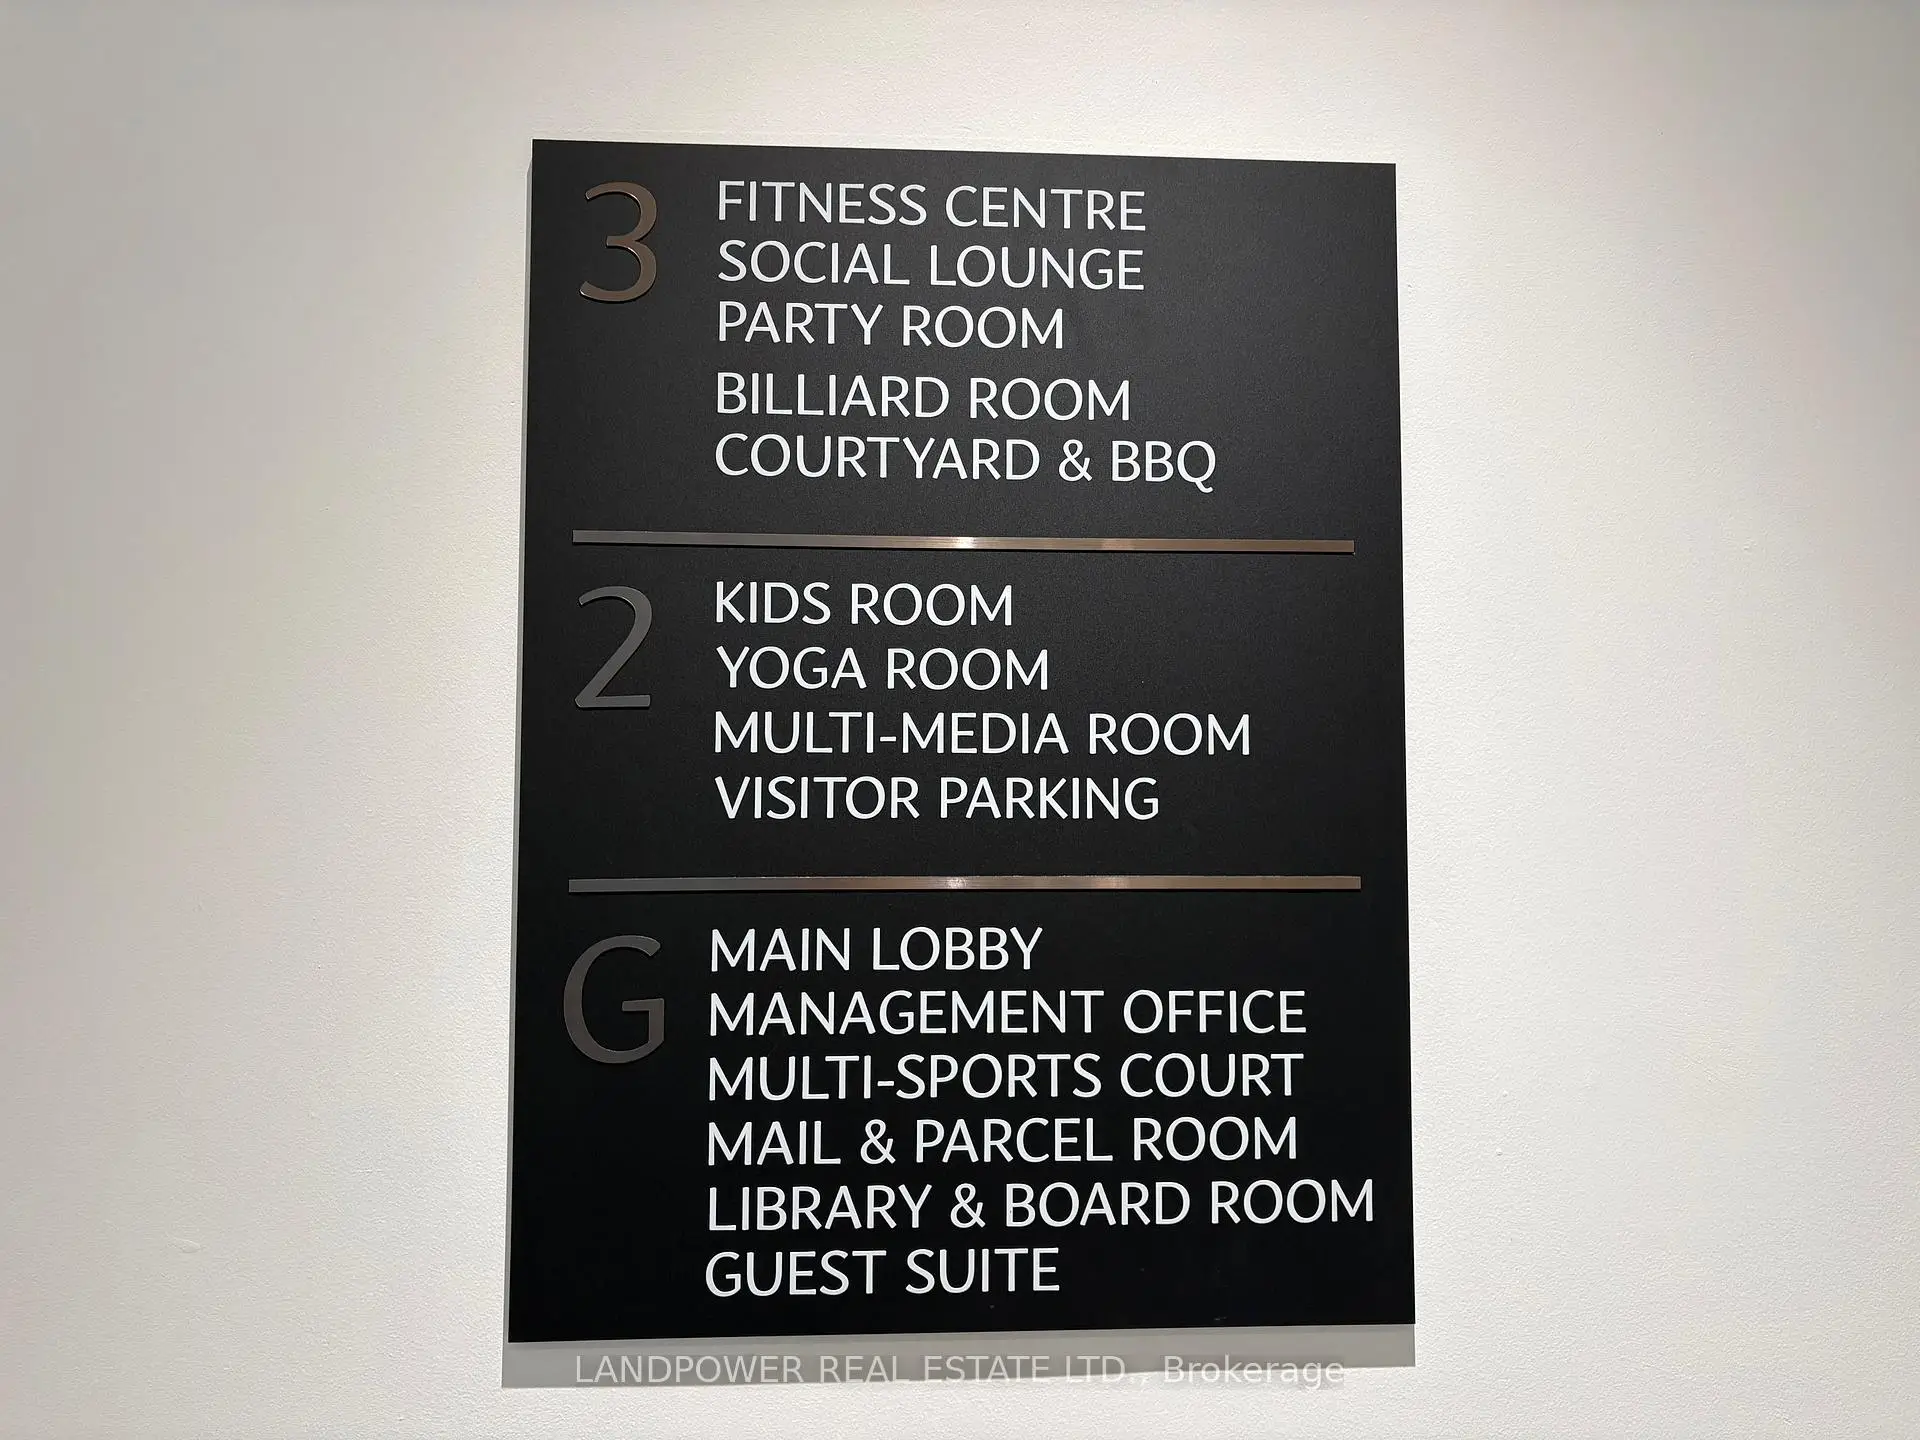 3
FITNESS CENTRE
SOCIAL LOUNGE
PARTY ROOM
BILLIARD ROOM
COURTYARD & BBQ
2
KIDS ROOM
YOGA ROOM
MULTI-MEDIA ROOM
VISITOR PARKING
G
MAIN LOBBY
MANAGEMENT OFFICE
MULTI-SPORTS COURT
MAIL & PARCEL ROOM
LIBRARY & BOARD ROOM
GUEST SUITE
LANDPOWER REAL ESTATE LTD., Brokerage